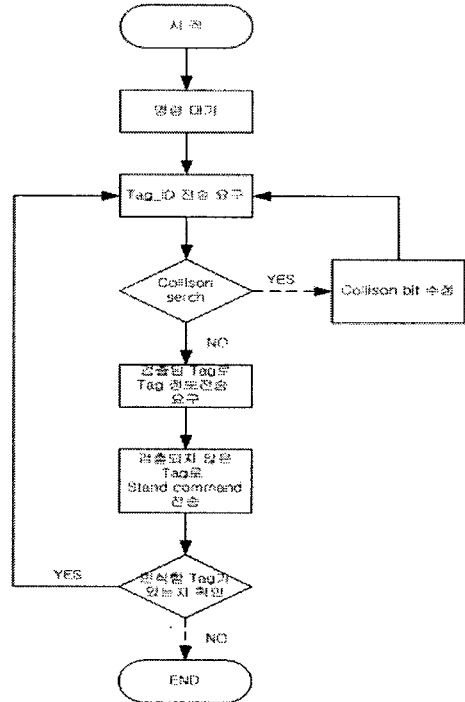 시 작
명령 대기
Tag_ID 전송 요구
Collison
serch
YES
Collison bit 수정
NO
검출된 Tag로
Tag 정보전송
요구
검출되지 않은
Tag로
Stand command
전송
인식할 Tag가
있는지 확인
YES
NO
END